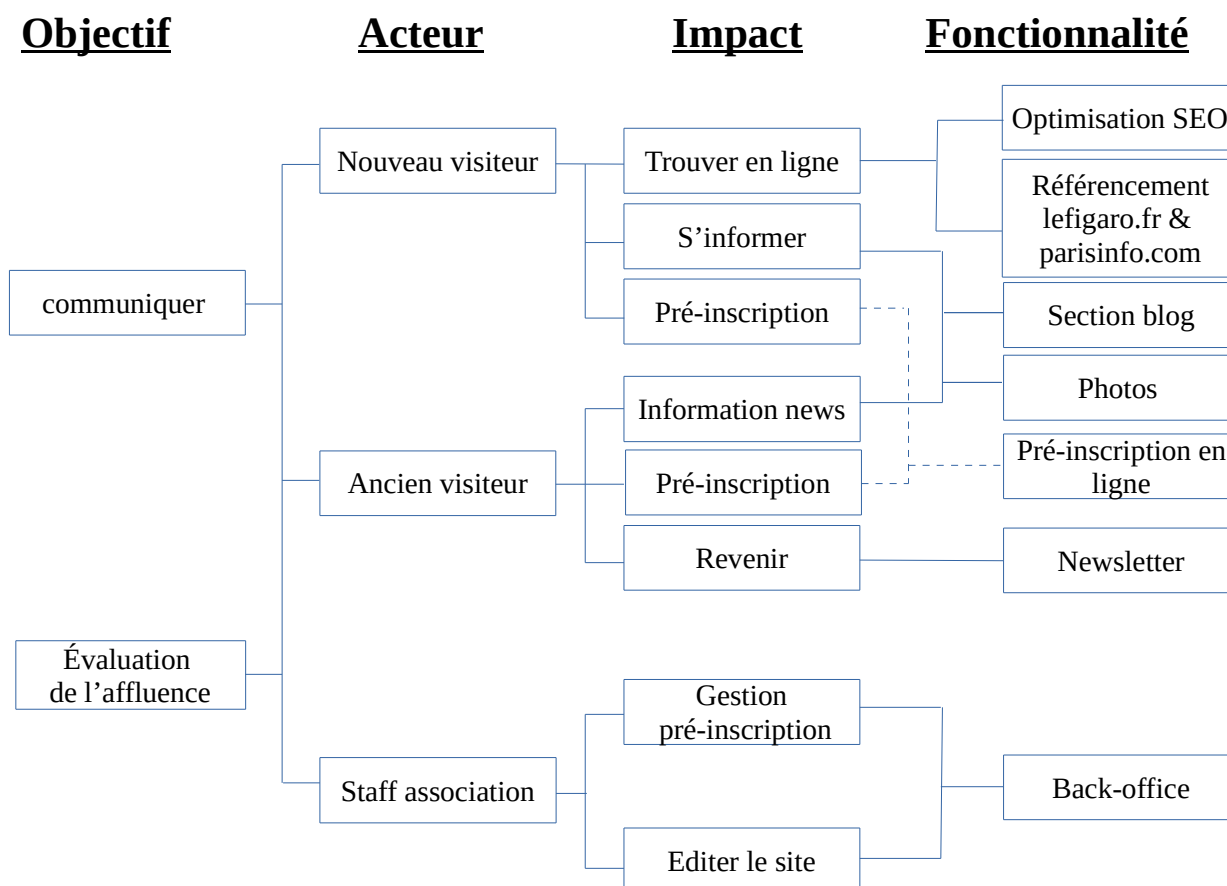 Objectif
Acteur
Impact
Fonctionnalité
communiquer
Évaluation
de l’affluence
Nouveau visiteur
Ancien visiteur
Staff association
Trouver en ligne
S’informer
Pré-inscription
Information news
Pré-inscription
Revenir
Gestion
pré-inscription
Editer le site
Optimisation SEO
Référencement
lefigaro.fr &
parisinfo.com
Section blog
Photos
Pré-inscription en
ligne
Newsletter
Back-office